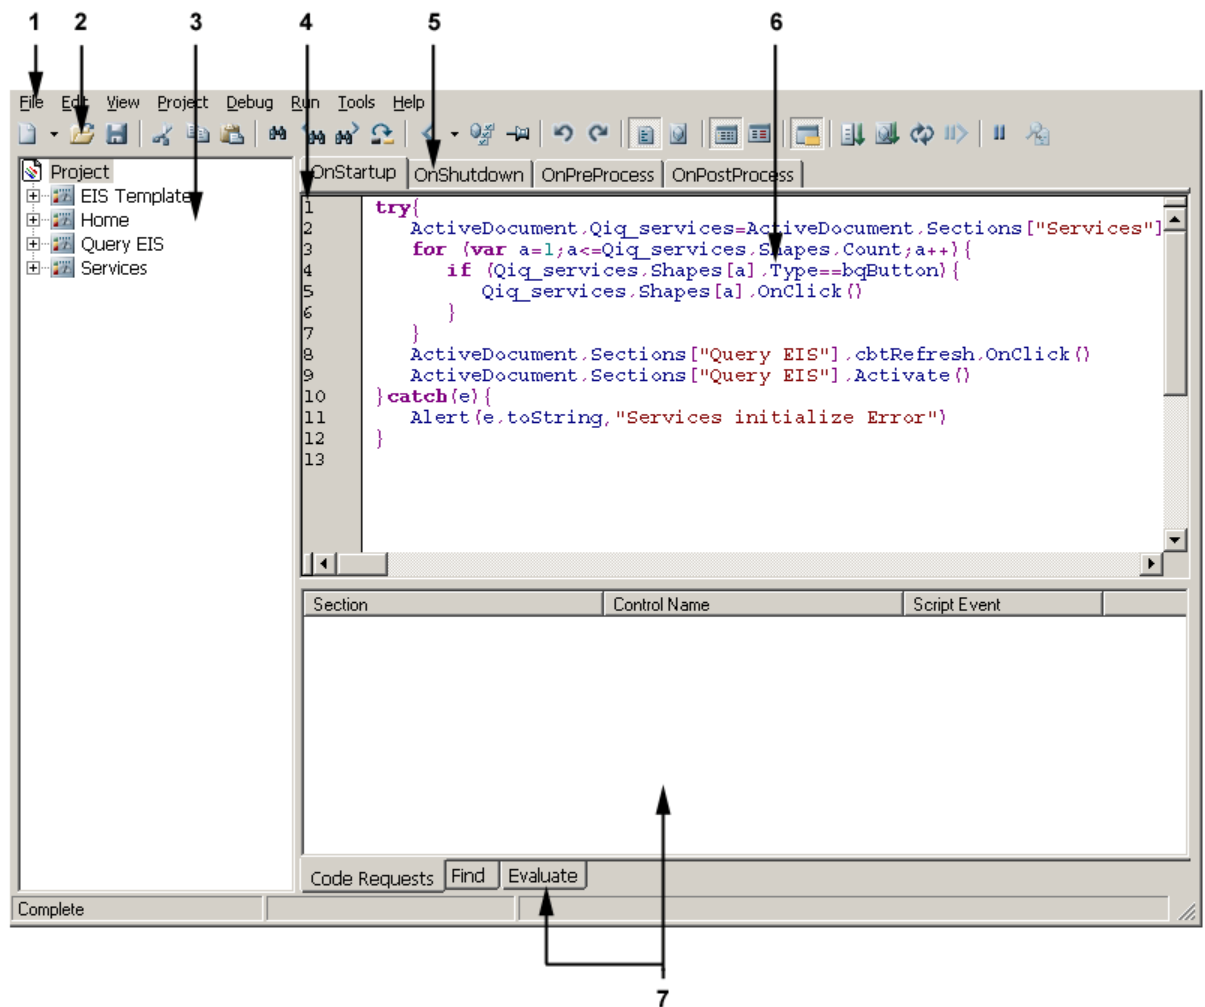 1 2 3 4 5 6
File Edit View Project Debug Run Tools Help
Project
EIS Template
Home
Query EIS
Services
OnStartup OnShutdown OnPreProcess OnPostProcess
1 try{
2 ActiveDocument.Qiq_services=ActiveDocument.Sections["Services"]
3 for (var a=1;a<=Qiq_services.Shapes.Count;a++){
4 if (Qiq_services.Shapes[a].Type==bqButton){
5 Qiq_services.Shapes[a].OnClick()
6 }
7 }
8 ActiveDocument.Sections["Query EIS"].cbtRefresh.OnClick()
9 ActiveDocument.Sections["Query EIS"].Activate()
10 }catch(e){
11 Alert(e.toString,"Services initialize Error")
12 }
13
Section Control Name Script Event
Code Requests Find Evaluate
Complete
7